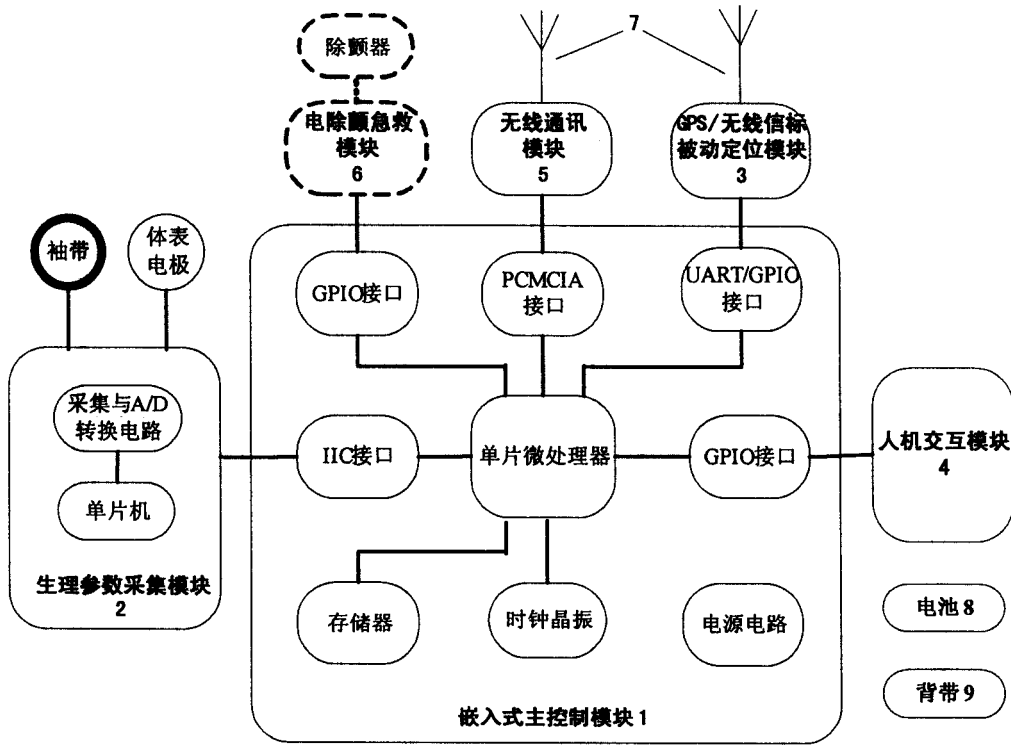 7
除颤器
电除颤急救
模块
6
无线通讯
模块
5
GPS/无线信标
被动定位模块
3
袖带
体表
电极
GPIO接口
PCMCIA
接口
UART/GPIO
接口
采集与A/D
转换电路
单片机
生理参数采集模块
2
IIC接口
单片微处理器
GPIO接口
人机交互模块
4
存储器
时钟晶振
电源电路
电池8
背带9
嵌入式主控制模块1